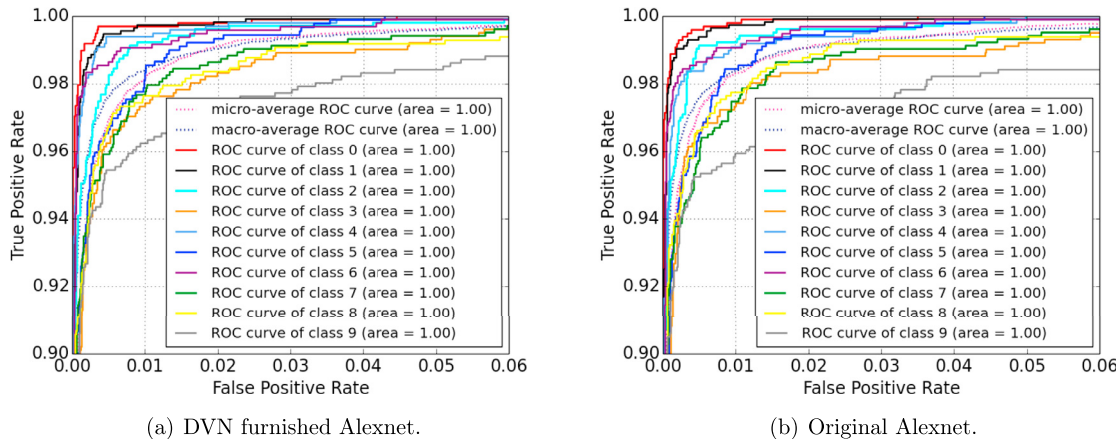 1.00
0.98
0.96
0.94
0.92
0.90
True Positive Rate
micro-average ROC curve (area = 1.00)
macro-average ROC curve (area = 1.00)
ROC curve of class 0 (area = 1.00)
ROC curve of class 1 (area = 1.00)
ROC curve of class 2 (area = 1.00)
ROC curve of class 3 (area = 1.00)
ROC curve of class 4 (area = 1.00)
ROC curve of class 5 (area = 1.00)
ROC curve of class 6 (area = 1.00)
ROC curve of class 7 (area = 1.00)
ROC curve of class 8 (area = 1.00)
ROC curve of class 9 (area = 1.00)
0.00 0.01 0.02 0.03 0.04 0.05 0.06
False Positive Rate
(a) DVN furnished Alexnet.
1.00
0.98
0.96
0.94
0.92
0.90
True Positive Rate
micro-average ROC curve (area = 1.00)
macro-average ROC curve (area = 1.00)
ROC curve of class 0 (area = 1.00)
ROC curve of class 1 (area = 1.00)
ROC curve of class 2 (area = 1.00)
ROC curve of class 3 (area = 1.00)
ROC curve of class 4 (area = 1.00)
ROC curve of class 5 (area = 1.00)
ROC curve of class 6 (area = 1.00)
ROC curve of class 7 (area = 1.00)
ROC curve of class 8 (area = 1.00)
ROC curve of class 9 (area = 1.00)
0.00 0.01 0.02 0.03 0.04 0.05 0.06
False Positive Rate
(b) Original Alexnet.